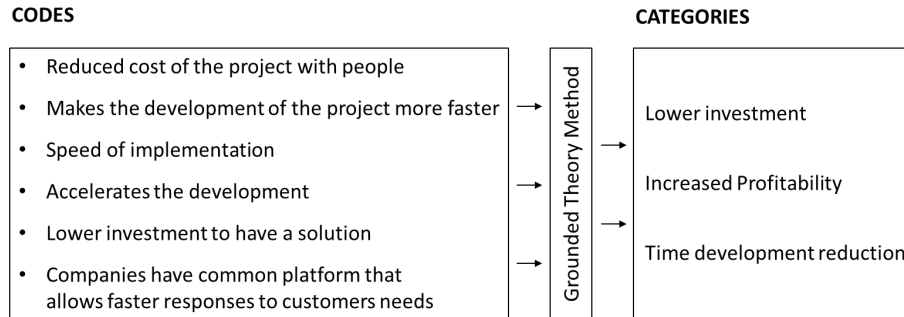 CODES
CATEGORIES
• Reduced cost of the project with people
• Makes the development of the project more faster
• Speed of implementation
• Accelerates the development
• Lower investment to have a solution
• Companies have common platform that
allows faster responses to customers needs
Grounded Theory Method
Lower investment
Increased Profitability
Time development reduction